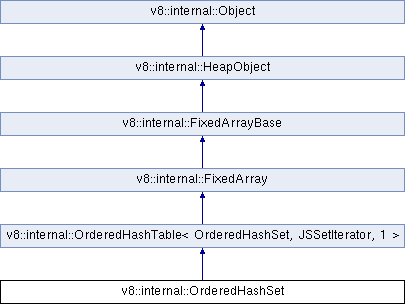 v8::internal::Object
v8::internal::HeapObject
v8::internal::FixedArrayBase
v8::internal::FixedArray
v8::internal::OrderedHashTable< OrderedHashSet, JSSetIterator, 1 >
v8::internal::OrderedHashSet